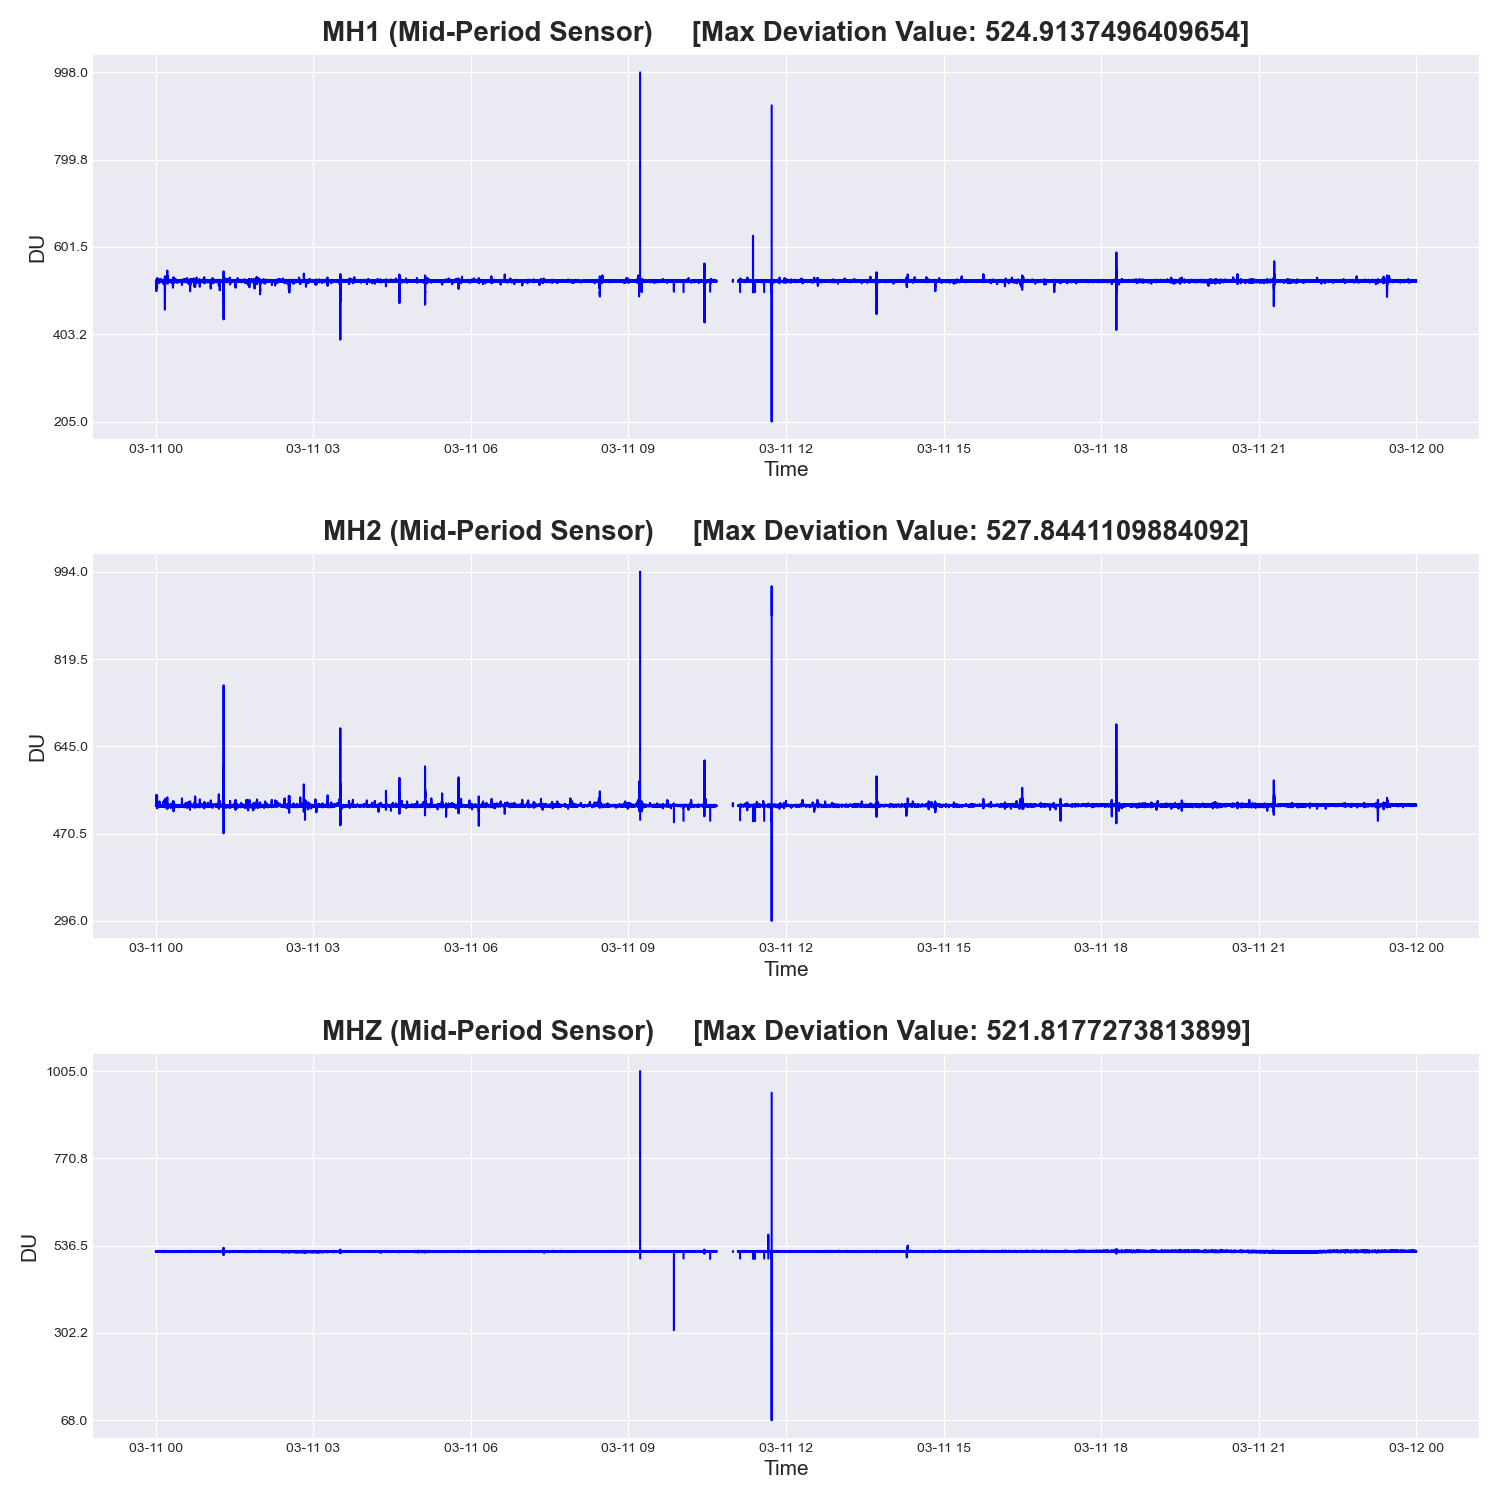 MH1 (Mid-Period Sensor)     [Max Deviation Value: 524.9137496409654]
998.0
799.8
601.5
403.2
205.0
DU
03-11 00 03-11 03 03-11 06 03-11 09 03-11 12 03-11 15 03-11 18 03-11 21 03-12 00
Time
MH2 (Mid-Period Sensor)     [Max Deviation Value: 527.8441109884092]
994.0
819.5
645.0
470.5
296.0
DU
03-11 00 03-11 03 03-11 06 03-11 09 03-11 12 03-11 15 03-11 18 03-11 21 03-12 00
Time
MHZ (Mid-Period Sensor)     [Max Deviation Value: 521.8177273813899]
1005.0
770.8
536.5
302.2
68.0
DU
03-11 00 03-11 03 03-11 06 03-11 09 03-11 12 03-11 15 03-11 18 03-11 21 03-12 00
Time